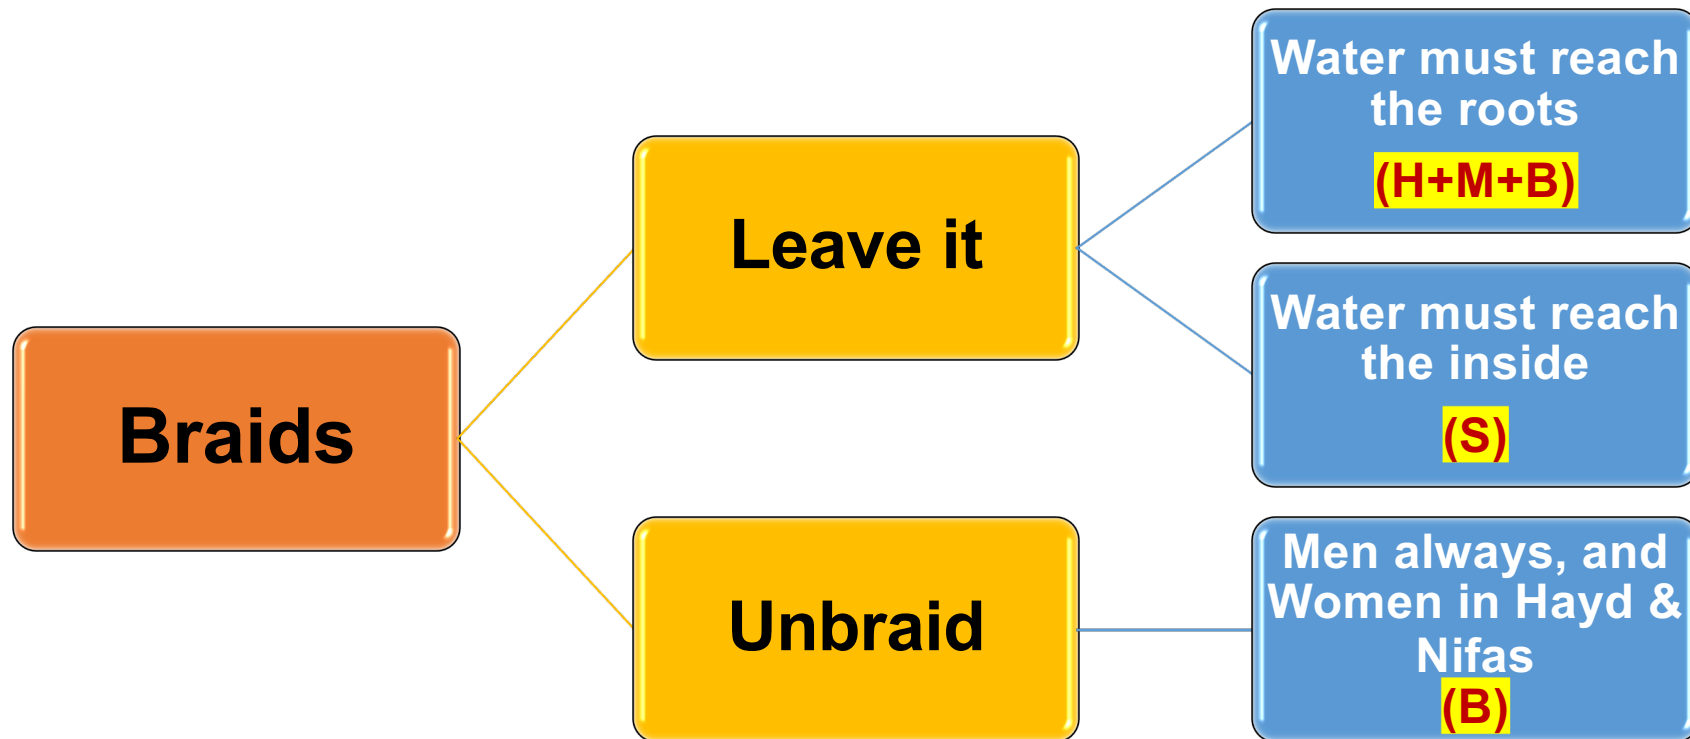 Braids
Leave it
Water must reach
the roots
(H+M+B)
Water must reach
the inside
(S)
Unbraid
Men always, and
Women in Hayd &
Nifas
(B)